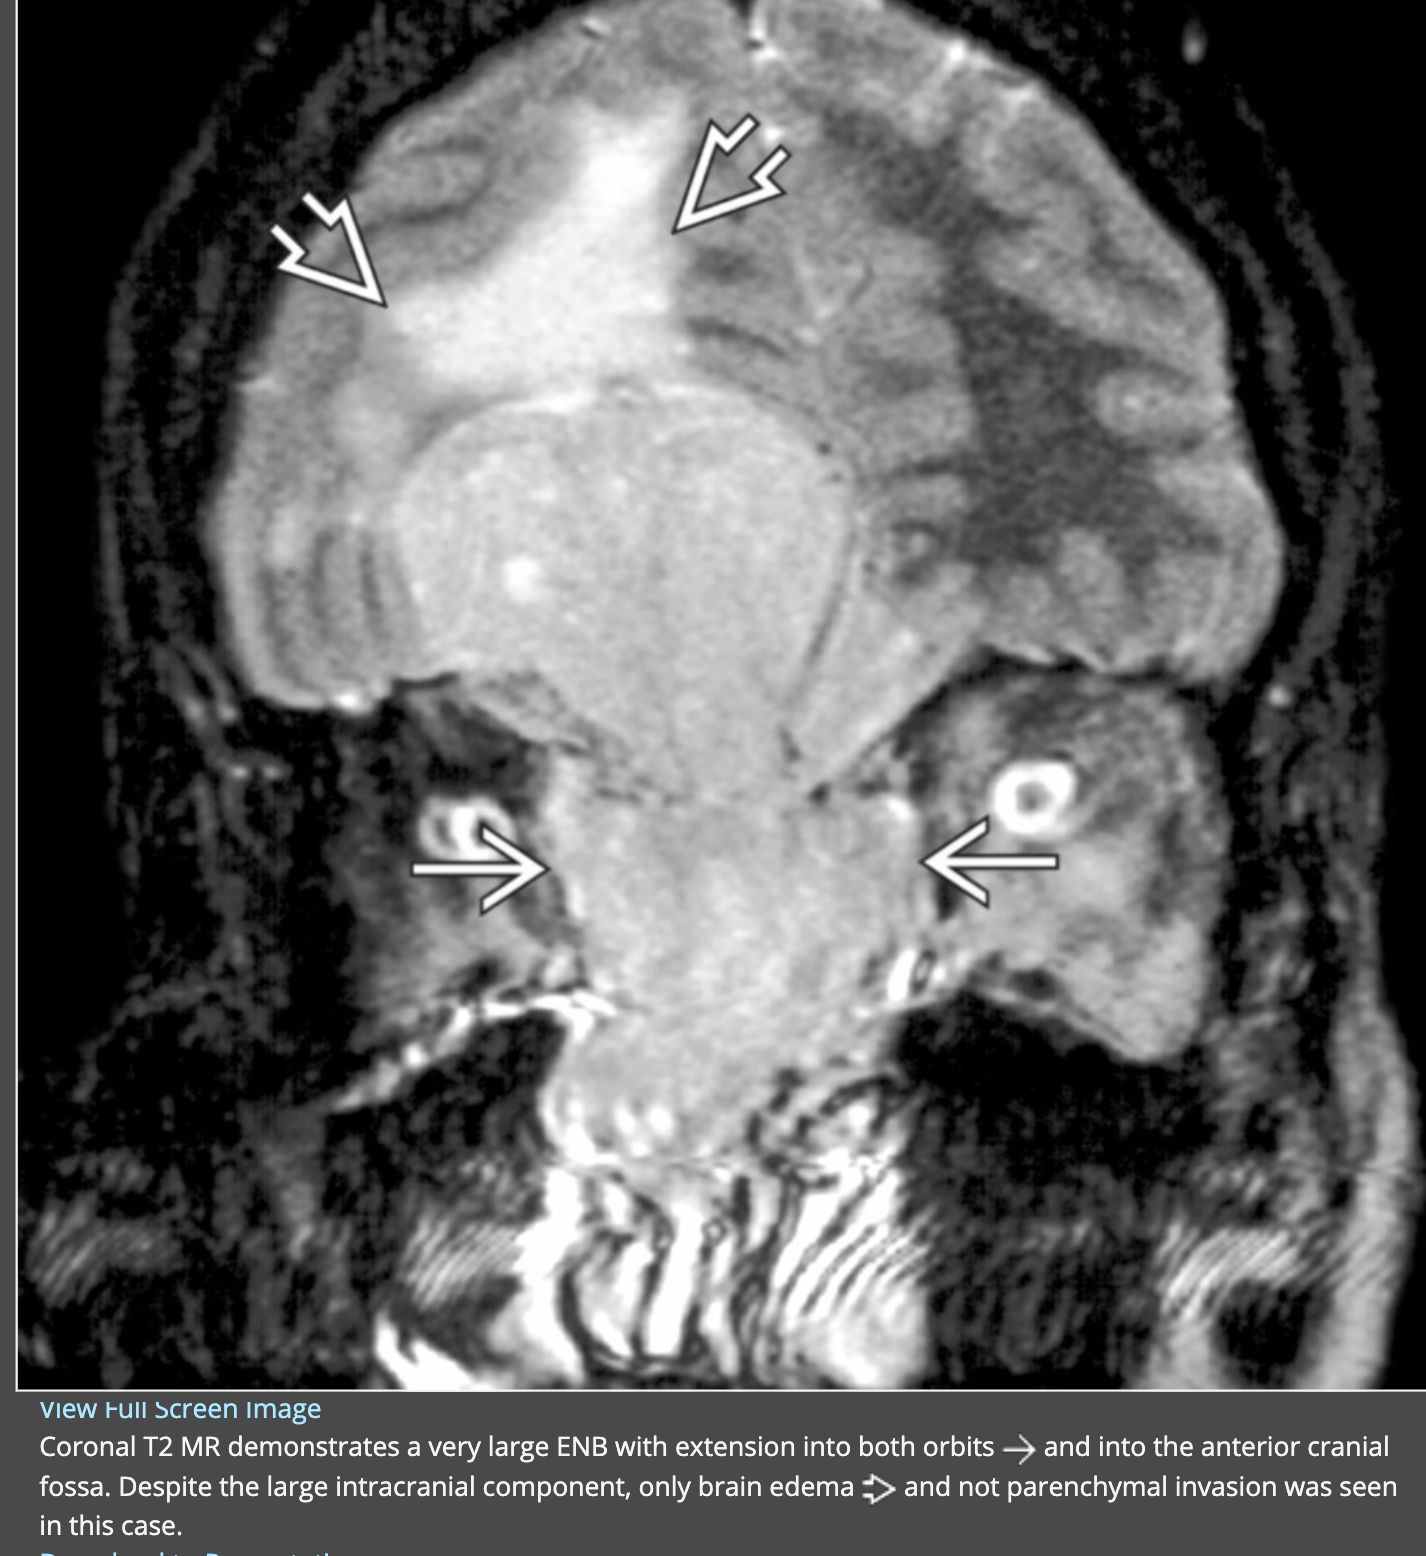 View Full Screen Image
Coronal T2 MR demonstrates a very large ENB with extension into both orbits and into the anterior cranial
fossa. Despite the large intracranial component, only brain edema and not parenchymal invasion was seen
in this case.